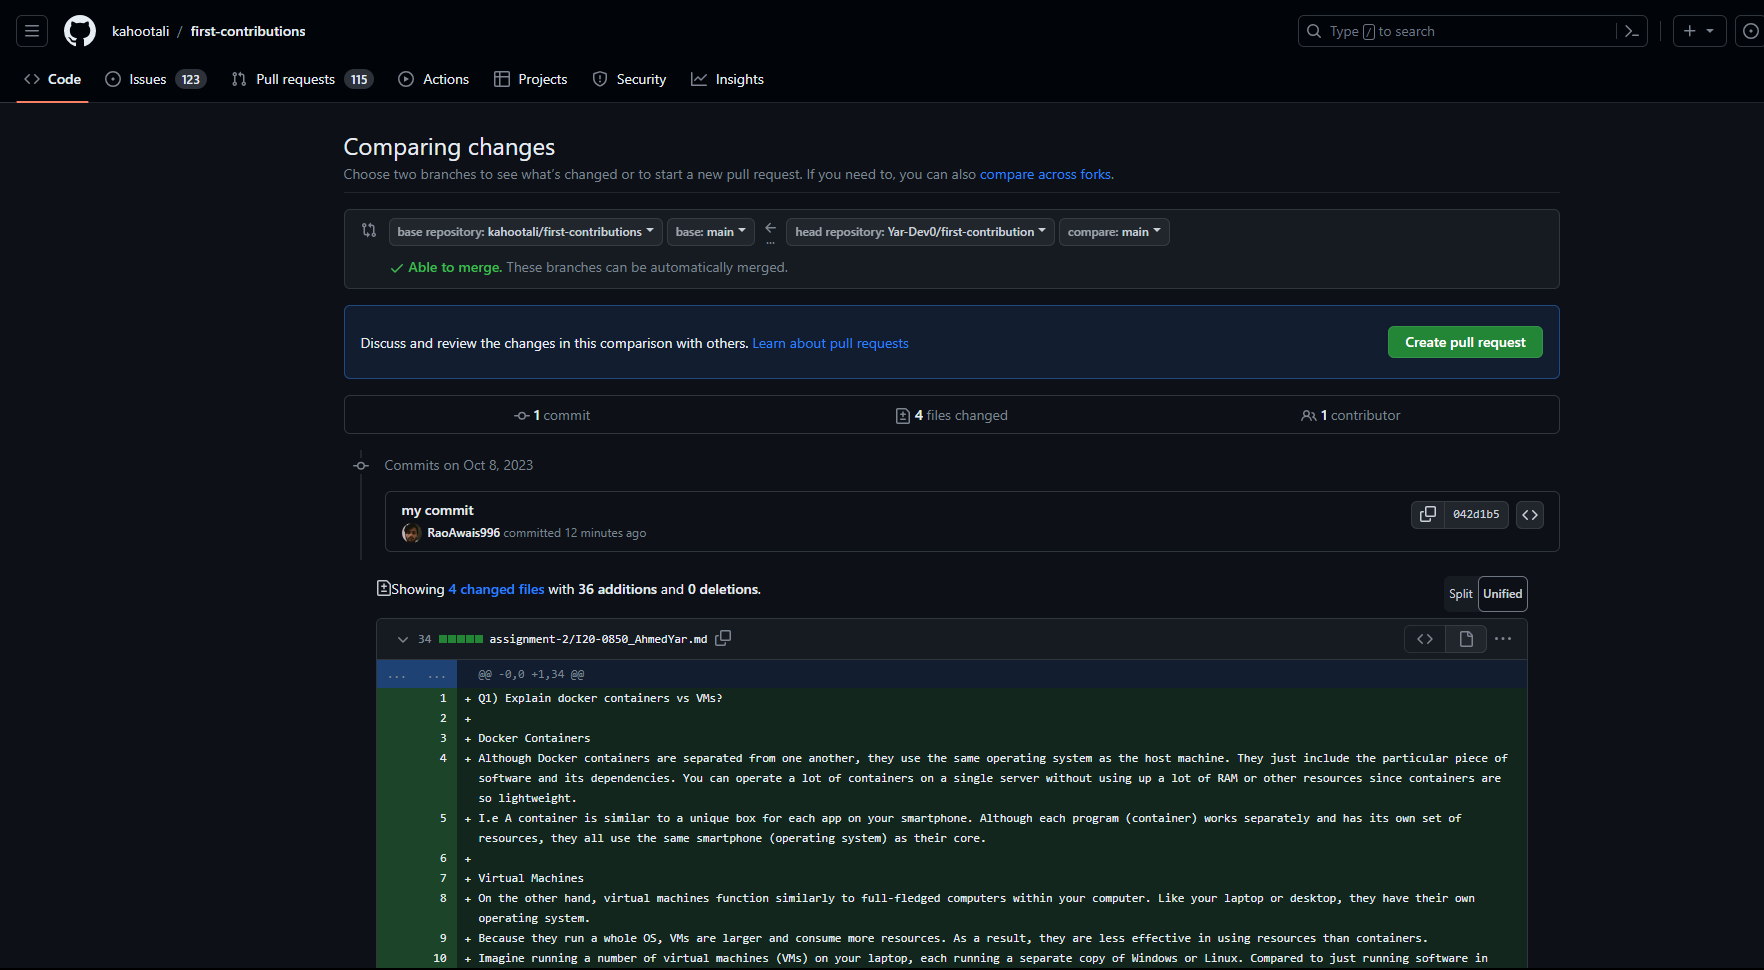 kahootali / first-contributions
Type / to search
Code Issues 123 Pull requests 115 Actions Projects Security Insights
Comparing changes
Choose two branches to see what's changed or to start a new pull request. If you need to, you can also compare across forks.
base repository: kahootali/first-contributions base: main ... head repository: Yar-Dev0/first-contribution compare: main
Able to merge. These branches can be automatically merged.
Discuss and review the changes in this comparison with others. Learn about pull requests
Create pull request
1 commit 4 files changed 1 contributor
Commits on Oct 8, 2023
my commit
RaoAwais996 committed 12 minutes ago
042d1b5
Showing 4 changed files with 36 additions and 0 deletions.
Split Unified
34 assignment-2/I20-0850_AhmedYar.md
... ... @@ -0,0 +1,34 @@
1 + Q1) Explain docker containers vs VMs?
2 +
3 + Docker Containers
4 + Although Docker containers are separated from one another, they use the same operating system as the host machine. They just include the particular piece of
software and its dependencies. You can operate a lot of containers on a single server without using up a lot of RAM or other resources since containers are
so lightweight.
5 + I.e A container is similar to a unique box for each app on your smartphone. Although each program (container) works separately and has its own set of
resources, they all use the same smartphone (operating system) as their core.
6 +
7 + Virtual Machines
8 + On the other hand, virtual machines function similarly to full-fledged computers within your computer. Like your laptop or desktop, they have their own
operating system.
9 + Because they run a whole OS, VMs are larger and consume more resources. As a result, they are less effective in using resources than containers.
10 + Imagine running a number of virtual machines (VMs) on your laptop, each running a separate copy of Windows or Linux. Compared to just running software in